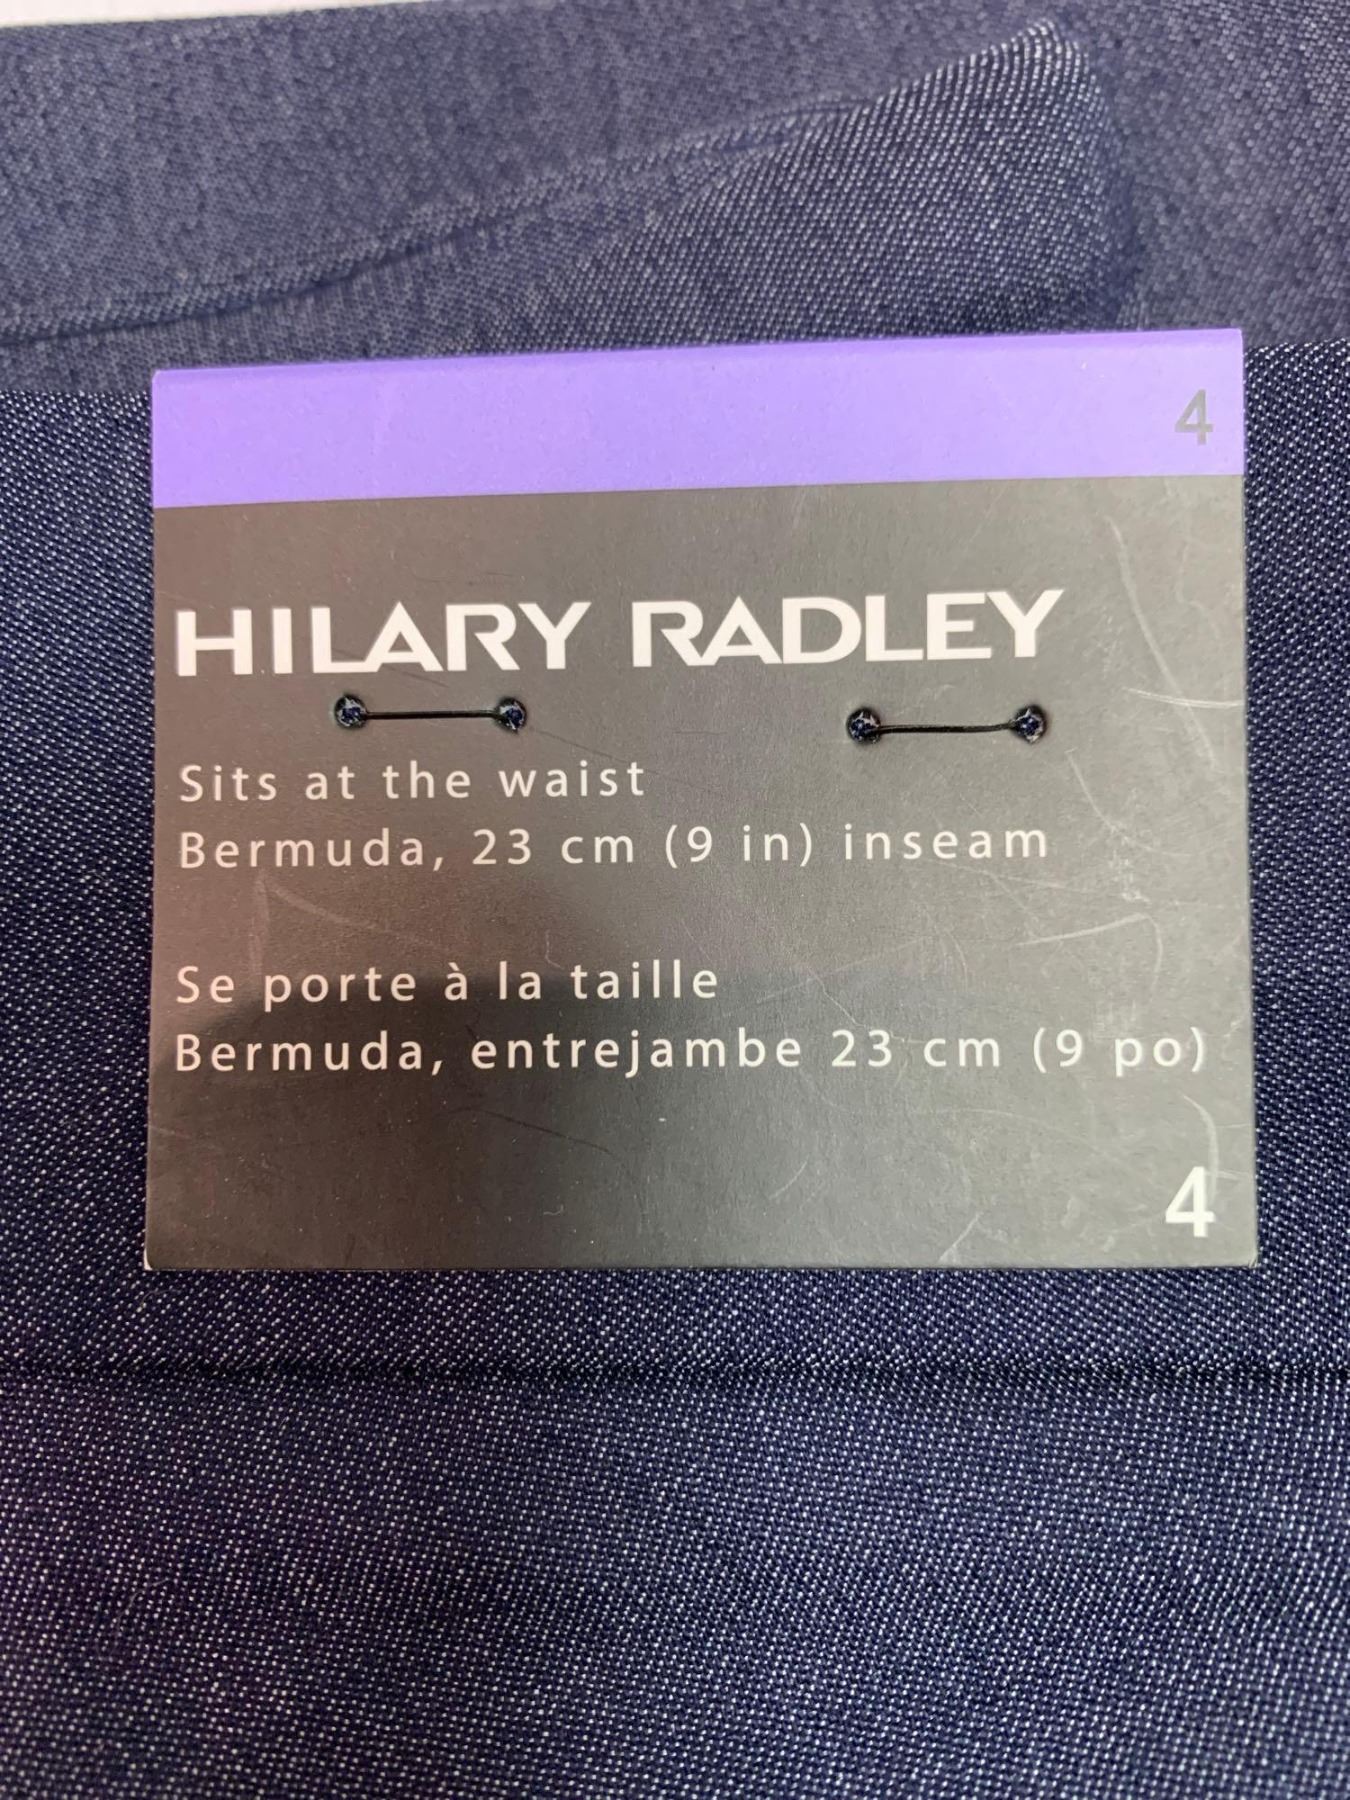 4
HILARY RADLEY
Sits at the waist
Bermuda, 23 cm (9 in) inseam
Se porte à la taille
Bermuda, entrejambe 23 cm (9 po)
4